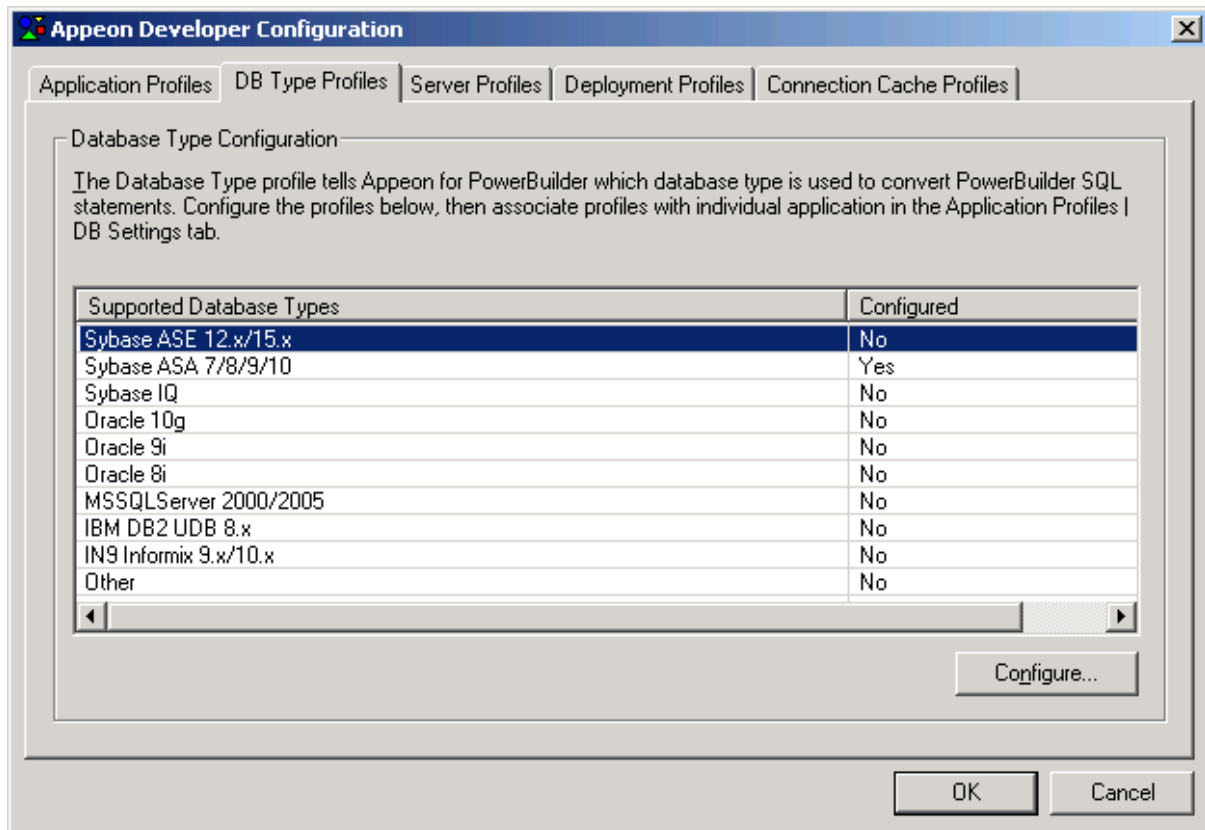 Appeon Developer Configuration
Application Profiles DB Type Profiles Server Profiles Deployment Profiles Connection Cache Profiles
Database Type Configuration
The Database Type profile tells Appeon for PowerBuilder which database type is used to convert PowerBuilder SQL
statements. Configure the profiles below, then associate profiles with individual application in the Application Profiles |
DB Settings tab.
Supported Database Types Configured
Sybase ASE 12.x/15.x No
Sybase ASA 7/8/9/10 Yes
Sybase IQ No
Oracle 10g No
Oracle 9i No
Oracle 8i No
MSSQLServer 2000/2005 No
IBM DB2 UDB 8.x No
IN9 Informix 9.x/10.x No
Other No
Configure...
OK Cancel